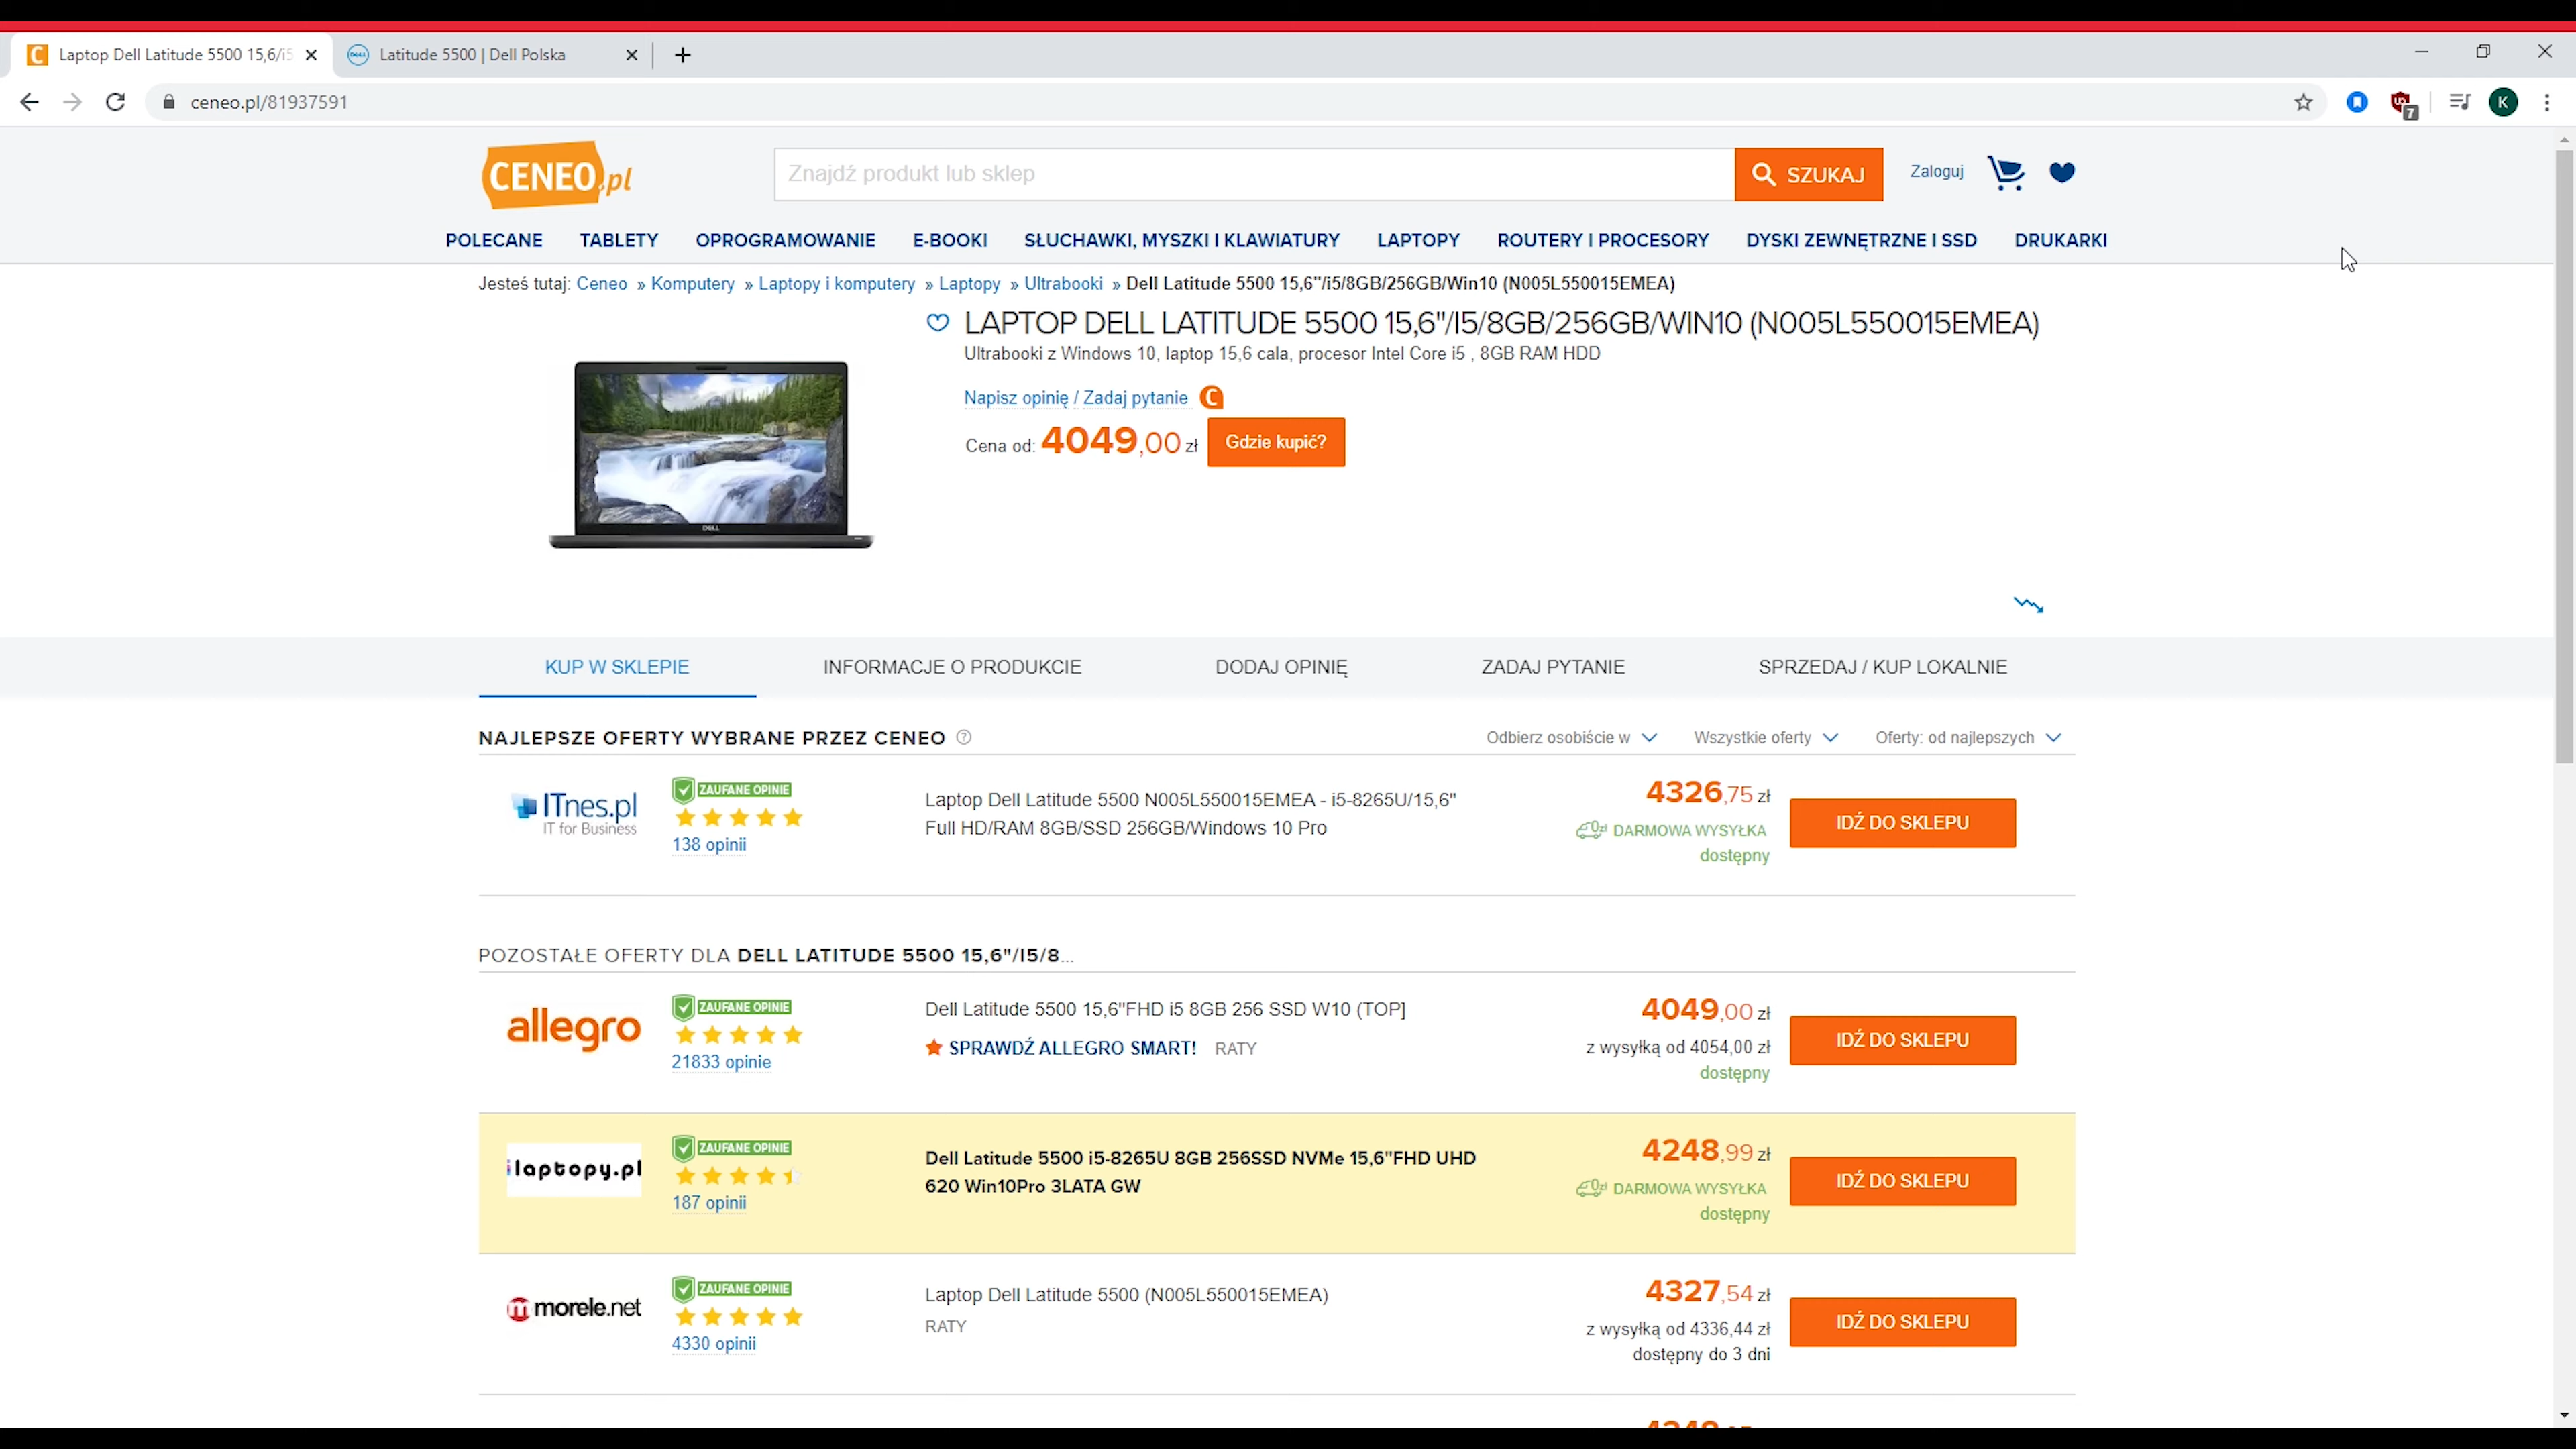 Laptop Dell Latitude 5500 15,6/i5
Latitude 5500 | Dell Polska
ceneo.pl/81937591
7
K
CENEO.pl
Znajdź produkt lub sklep
SZUKAJ
Zaloguj
POLECANE TABLETY OPROGRAMOWANIE E-BOOKI SŁUCHAWKI, MYSZKI I KLAWIATURY LAPTOPY ROUTERY I PROCESORY DYSKI ZEWNĘTRZNE I SSD DRUKARKI
Jesteś tutaj: Ceneo » Komputery » Laptopy i komputery » Laptopy » Ultrabooki » Dell Latitude 5500 15,6"/i5/8GB/256GB/Win10 (N005L550015EMEA)
LAPTOP DELL LATITUDE 5500 15,6"/I5/8GB/256GB/WIN10 (N005L550015EMEA)
Ultrabooki z Windows 10, laptop 15,6 cala, procesor Intel Core i5 , 8GB RAM HDD
Napisz opinię / Zadaj pytanie
Cena od: 4049,00 zł Gdzie kupić?
DELL
KUP W SKLEPIE INFORMACJE O PRODUKCIE DODAJ OPINIĘ ZADAJ PYTANIE SPRZEDAJ / KUP LOKALNIE
NAJLEPSZE OFERTY WYBRANE PRZEZ CENEO ?
Odbierz osobiście w Wszystkie oferty Oferty: od najlepszych
ITnes.pl
IT for Business
ZAUFANE OPINIE
138 opinii
Laptop Dell Latitude 5500 N005L550015EMEA - i5-8265U/15,6"
Full HD/RAM 8GB/SSD 256GB/Windows 10 Pro
4326,75 zł
DARMOWA WYSYŁKA
dostępny
IDŹ DO SKLEPU
POZOSTAŁE OFERTY DLA DELL LATITUDE 5500 15,6"/I5/8...
allegro
ZAUFANE OPINIE
21833 opinie
Dell Latitude 5500 15,6"FHD i5 8GB 256 SSD W10 (TOP]
SPRAWDŹ ALLEGRO SMART! RATY
4049,00 zł
z wysyłką od 4054,00 zł
dostępny
IDŹ DO SKLEPU
laptopy.pl
ZAUFANE OPINIE
187 opinii
Dell Latitude 5500 i5-8265U 8GB 256SSD NVMe 15,6"FHD UHD
620 Win10Pro 3LATA GW
4248,99 zł
DARMOWA WYSYŁKA
dostępny
IDŹ DO SKLEPU
morele.net
ZAUFANE OPINIE
4330 opinii
Laptop Dell Latitude 5500 (N005L550015EMEA)
RATY
4327,54 zł
z wysyłką od 4336,44 zł
dostępny do 3 dni
IDŹ DO SKLEPU